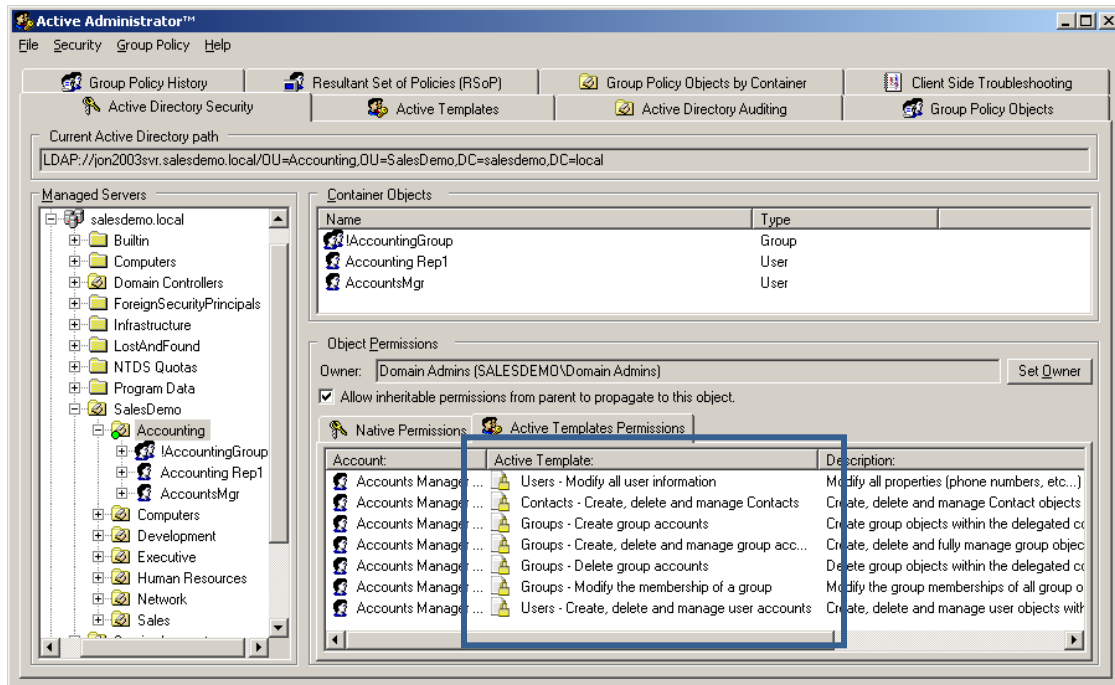 Active Administrator™
File Security Group Policy Help
Group Policy History Resultant Set of Policies (RSoP) Group Policy Objects by Container Client Side Troubleshooting
Active Directory Security Active Templates Active Directory Auditing Group Policy Objects
Current Active Directory path
LDAP://jon2003svr.salesdemo.local/OU=Accounting,OU=SalesDemo,DC=salesdemo,DC=local
Managed Servers
salesdemo.local
Builtin
Computers
Domain Controllers
ForeignSecurityPrincipals
Infrastructure
LostAndFound
NTDS Quotas
Program Data
SalesDemo
Accounting
!AccountingGroup
Accounting Rep1
AccountsMgr
Computers
Development
Executive
Human Resources
Network
Sales
Container Objects
Name Type
!AccountingGroup Group
Accounting Rep1 User
AccountsMgr User
Object Permissions
Owner: Domain Admins (SALESDEMO\Domain Admins) Set Owner
Allow inheritable permissions from parent to propagate to this object.
Native Permissions Active Templates Permissions
Account: Active Template: Description:
Accounts Manager ... Users - Modify all user information Modify all properties (phone numbers, etc...)
Accounts Manager ... Contacts - Create, delete and manage Contacts Create, delete and manage Contact objects
Accounts Manager ... Groups - Create group accounts Create group objects within the delegated
Accounts Manager ... Groups - Create, delete and manage group acc... Create, delete and fully manage group objec
Accounts Manager ... Groups - Delete group accounts Delete group objects within the delegated
Accounts Manager ... Groups - Modify the membership of a group Modify the group memberships of all group
Accounts Manager ... Users - Create, delete and manage user accounts Create, delete and manage user objects with